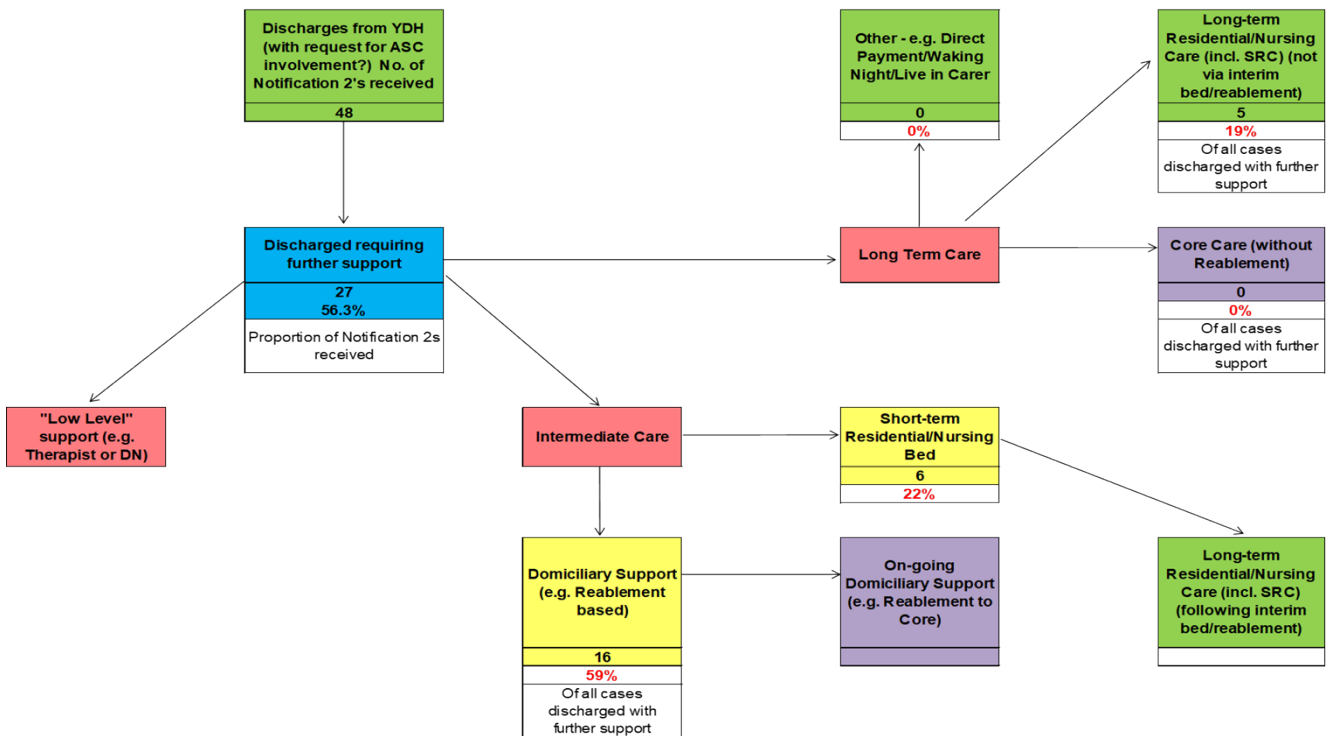 Discharges from YDH
(with request for ASC
involvement?) No. of
Notification 2's received
48
Other - e.g. Direct
Payment/Waking
Night/Live in Carer
0
0%
Long-term
Residential/Nursing
Care (incl. SRC) (not
via interim
bed/reablement)
5
19%
Of all cases
discharged with further
support
Discharged requiring
further support
27
56.3%
Proportion of Notification 2s
received
Long Term Care
Core Care (without
Reablement)
0
0%
Of all cases
discharged with further
support
"Low Level"
support (e.g.
Therapist or DN)
Intermediate Care
Short-term
Residential/Nursing
Bed
6
22%
Domiciliary Support
(e.g. Reablement
based)
16
59%
Of all cases
discharged with
further support
On-going
Domiciliary Support
(e.g. Reablement to
Core)
Long-term
Residential/Nursing
Care (incl. SRC)
(following interim
bed/reablement)